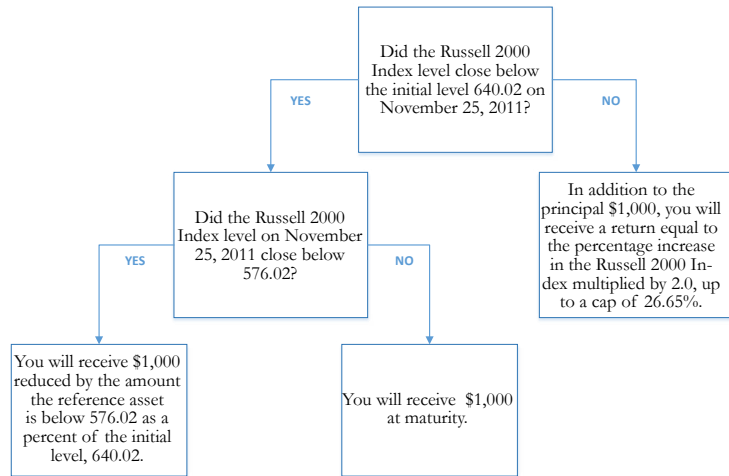 Did the Russell 2000
Index level close below
the initial level 640.02 on
November 25, 2011?
YES
NO
Did the Russell 2000
Index level on November
25, 2011 close below
576.02?
In addition to the
principal $1,000, you will
receive a return equal to
the percentage increase
in the Russell 2000 In-
dex multiplied by 2.0, up
to a cap of 26.65%.
YES
NO
You will receive $1,000
reduced by the amount
the reference asset
is below 576.02 as a
percent of the initial
level, 640.02.
You will receive $1,000
at maturity.